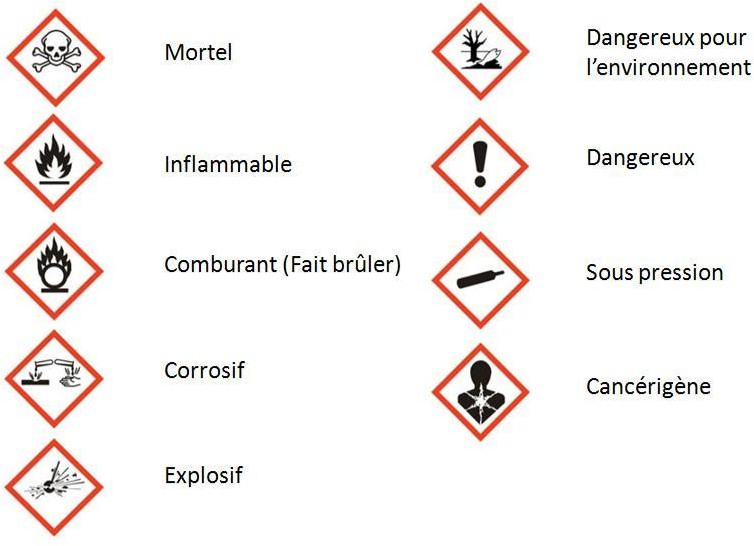 Mortel
Inflammable
Comburant (Fait brûler)
Corrosif
Explosif
Dangereux pour
l’environnement
Dangereux
Sous pression
Cancérigène